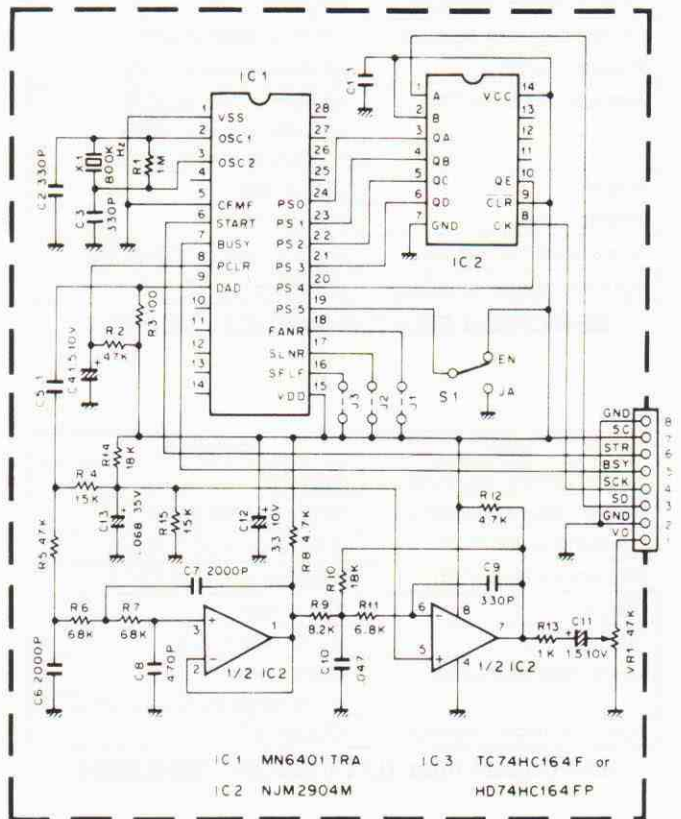 IC1
1 VSS 28
2 OSC1 27
3 OSC2 26
4 25
5 CFMF PS0 24
6 START PS1 23
7 BUSY PS2 22
8 PCLR PS3 21
9 DAD PS4 20
10 PS5 19
11 FANR 18
12 SLNR 17
13 SFLF 16
14 VDD 15
C1 .1
1 A VCC 14
2 B 13
3 QA 12
4 QB 11
5 QC QE 10
6 QD CLR 9
7 GND CK 8
IC2
C2 330P
X1 800K Hz
R1 1M
C3 330P
R3 100
R2 47K
C4 1.5 10V
C5 .1
R14 18K
R4 15K
R5 47K
C13 .068 35V
R15 15K
C12 33 10V
R8 4.7K
J3
J2
J1
S1
EN
JA
GND 8
SC 7
STR 6
BSY 5
SCK 4
SD 3
GND 2
VO 1
R12 4.7K
C7 2000P
R10 18K
C9 330P
R6 68K
R7 68K
C6 2000P
C8 470P
3 +
2 -
1
1/2 IC2
R9 8.2K
R11 6.8K
C10 .047
6 -
5 +
8
7
4
1/2 IC2
R13 1K
C11 1.5 10V
VR1 47K
IC1 MN6401TRA
IC2 NJM2904M
IC3 TC74HC164F or
HD74HC164FP